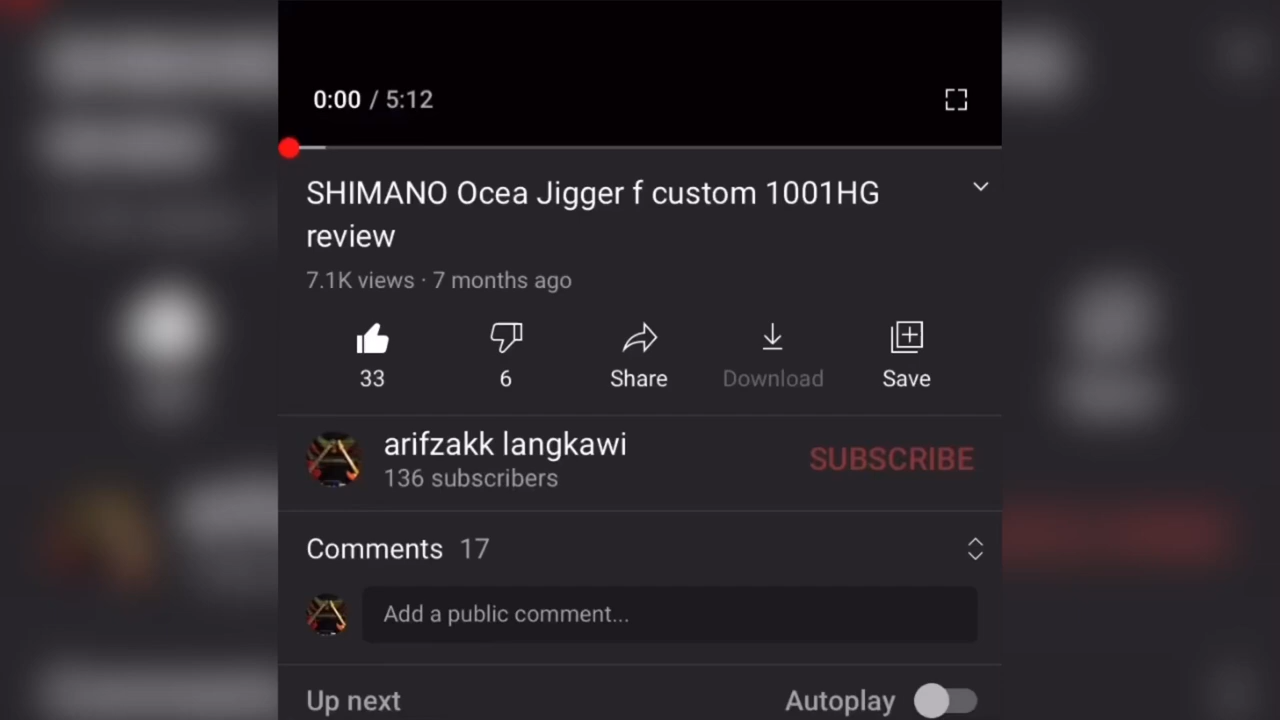 0:00 / 5:12
SHIMANO Ocea Jigger f custom 1001HG
review
7.1K views · 7 months ago
33 6 Share Download Save
arifzakk langkawi
136 subscribers
SUBSCRIBE
Comments 17
Add a public comment...
Up next Autoplay